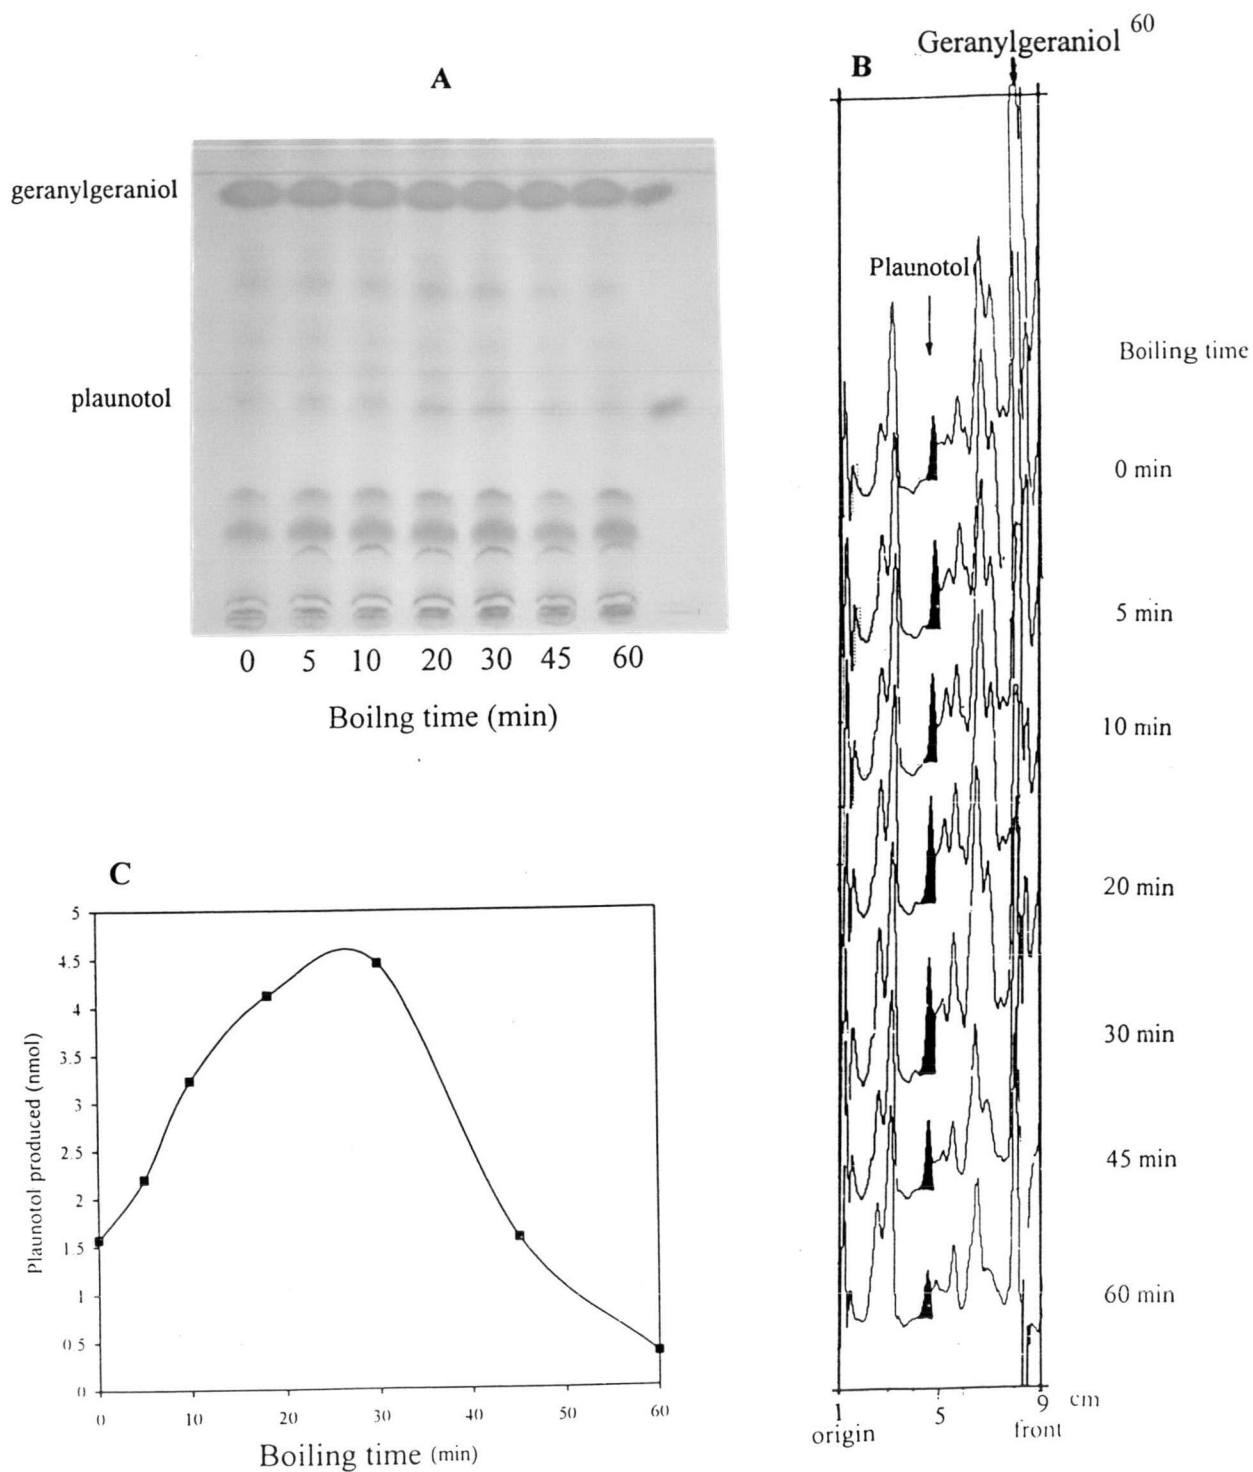 60
Geranylgeraniol
A
B
geranylgeraniol
plaunotol
0 5 10 20 30 45 60
Boilng time (min)
Plaunotol
Boiling time
0 min
5 min
10 min
20 min
30 min
45 min
60 min
1 5 9 cm
origin front
C
Plaunotol produced (nmol)
5
4.5
4
3.5
3
2.5
2
1.5
1
0 5
0
0 10 20 30 40 50 60
Boiling time (min)